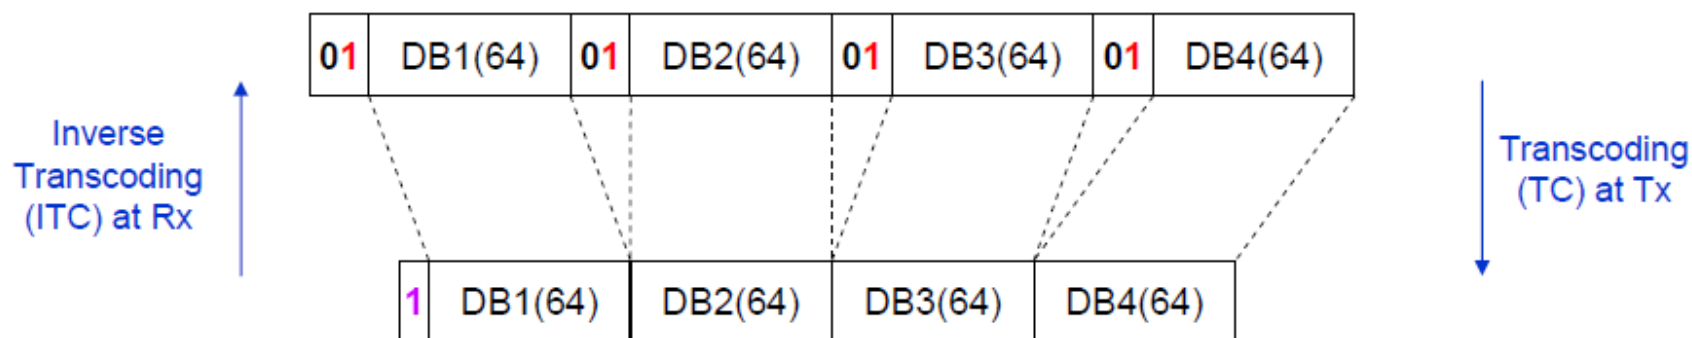 01 DB1(64) 01 DB2(64) 01 DB3(64) 01 DB4(64)
Inverse
Transcoding
(ITC) at Rx
Transcoding
(TC) at Tx
1 DB1(64) DB2(64) DB3(64) DB4(64)